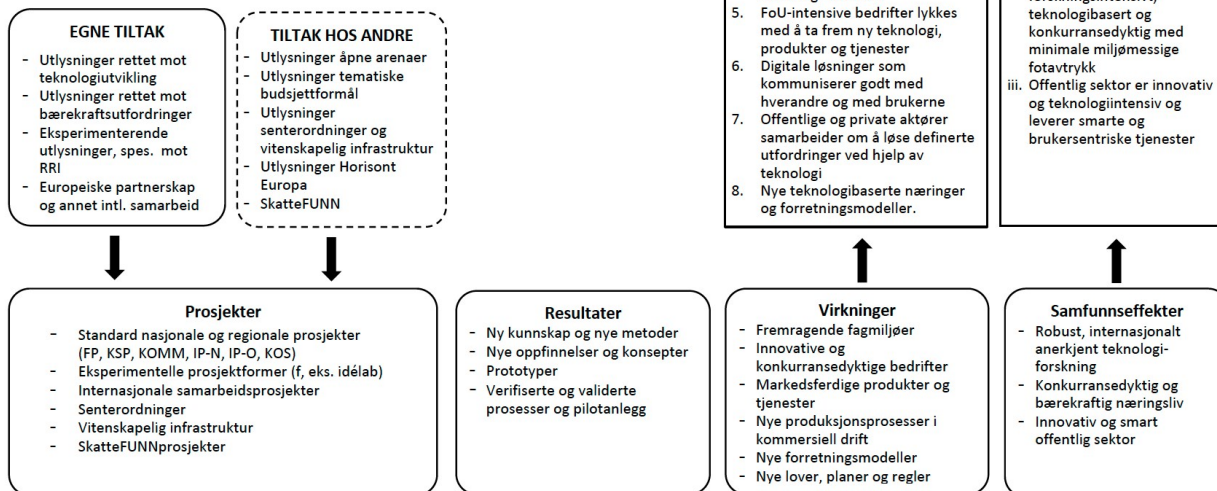 EGNE TILTAK
- Utlysninger rettet mot
teknologiutvikling
- Utlysninger rettet mot
bærekraftsutfordringer
- Eksperimenterende
utlysninger, spes. mot
RRI
- Europeiske partnerskap
og annet intl. samarbeid
TILTAK HOS ANDRE
- Utlysninger åpne arenaer
- Utlysninger tematiske
budsjettformål
- Utlysninger
senterordninger og
vitenskapelig infrastruktur
- Utlysninger Horisont
Europa
- SkatteFUNN
5. FoU-intensive bedrifter lykkes
med å ta frem ny teknologi,
produkter og tjenester
6. Digitale løsninger som
kommuniserer godt med
hverandre og med brukerne
7. Offentlige og private aktører
samarbeider om å løse definerte
utfordringer ved hjelp av
teknologi
8. Nye teknologibaserte næringer
og forretningsmodeller.
teknologibasert og
konkurransedyktig med
minimale miljømessige
fotavtrykk
iii. Offentlig sektor er innovativ
og teknologiintensiv og
leverer smarte og
brukersentriske tjenester
Prosjekter
- Standard nasjonale og regionale prosjekter
(FP, KSP, KOMM, IP-N, IP-O, KOS)
- Eksperimentelle prosjektformer (f, eks. idélab)
- Internasjonale samarbeidsprosjekter
- Senterordninger
- Vitenskapelig infrastruktur
- SkatteFUNNprosjekter
Resultater
- Ny kunnskap og nye metoder
- Nye oppfinnelser og konsepter
- Prototyper
- Verifiserte og validerte
prosesser og pilotanlegg
Virkninger
- Fremragende fagmiljøer
- Innovative og
konkurransedyktige bedrifter
- Markedsferdige produkter og
tjenester
- Nye produksjonsprosesser i
kommersiell drift
- Nye forretningsmodeller
- Nye lover, planer og regler
Samfunnseffekter
- Robust, internasjonalt
anerkjent teknologi-
forskning
- Konkurransedyktig og
bærekraftig næringsliv
- Innovativ og smart
offentlig sektor